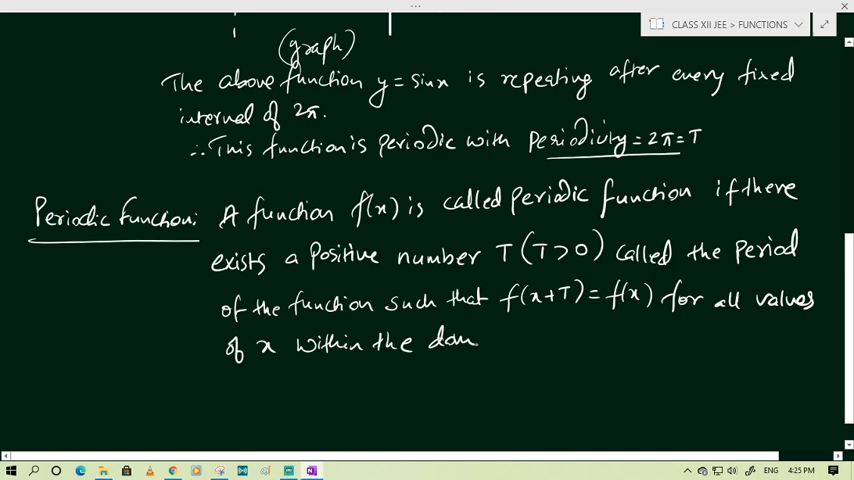 CLASS XII JEE > FUNCTIONS
(graph)
The above function y = sinx is repeating after every fixed
interval of 2π.
∴ This function is periodic with Periodicity = 2π = T
Periodic Function: A function f(x) is called periodic function if there
exists a positive number T (T>0) called the period
of the function such that f(x+T) = f(x) for all values
of x within the dom
ENG 4:25 PM